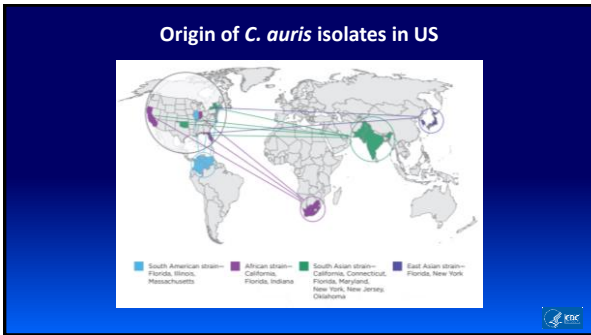 Origin of C. auris isolates in US
South American strain—
Florida, Illinois,
Massachusetts
African strain—
California,
Florida, Indiana
South Asian strain—
California, Connecticut,
Florida, Maryland,
New York, New Jersey,
Oklahoma
East Asian strain—
Florida, New York
CDC